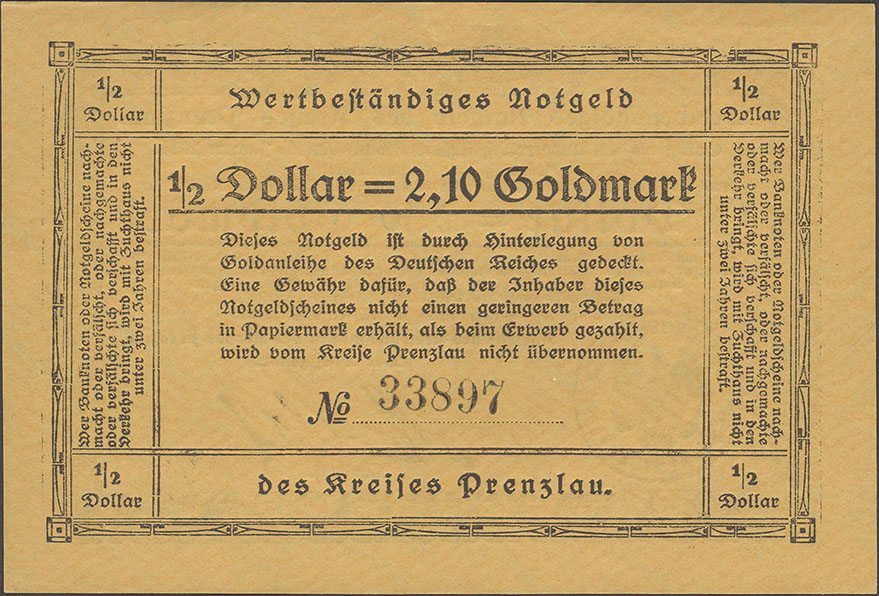 1/2
Dollar
Wertbeständiges Notgeld
1/2
Dollar
Wer Banknoten oder Notgeldscheine nach-
macht oder verfälscht, oder nachgemachte
oder verfälschte sich verschafft und in den
Verkehr bringt, wird mit Zuchthaus nicht
unter zwei Jahren bestraft.
1/2 Dollar = 2,10 Goldmark
Dieses Notgeld ist durch Hinterlegung von
Goldanleihe des Deutschen Reiches gedeckt.
Eine Gewähr dafür, daß der Inhaber dieses
Notgeldscheines nicht einen geringeren Betrag
in Papiermark erhält, als beim Erwerb gezahlt,
wird vom Kreise Prenzlau nicht übernommen.
No 33897
Wer Banknoten oder Notgeldscheine nach-
macht oder verfälscht, oder nachgemachte
oder verfälschte sich verschafft und in den
Verkehr bringt, wird mit Zuchthaus nicht
unter zwei Jahren bestraft.
1/2
Dollar
des Kreises Prenzlau.
1/2
Dollar